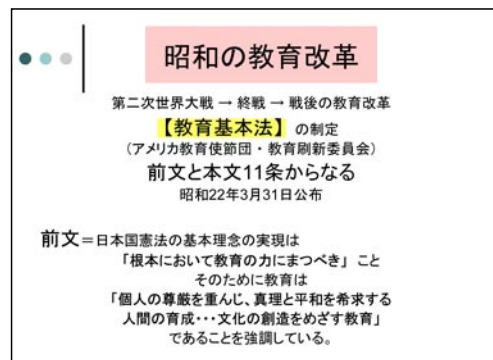 昭和の教育改革
第二次世界大戦 → 終戦 → 戦後の教育改革
【教育基本法】 の制定
（アメリカ教育使節団・教育刷新委員会）
前文と本文11条からなる
昭和22年3月31日公布
前文＝日本国憲法の基本理念の実現は
「根本において教育の力にまつべき」 こと
そのために教育は
「個人の尊厳を重んじ、真理と平和を希求する
人間の育成･･･文化の創造をめざす教育」
であることを強調している。